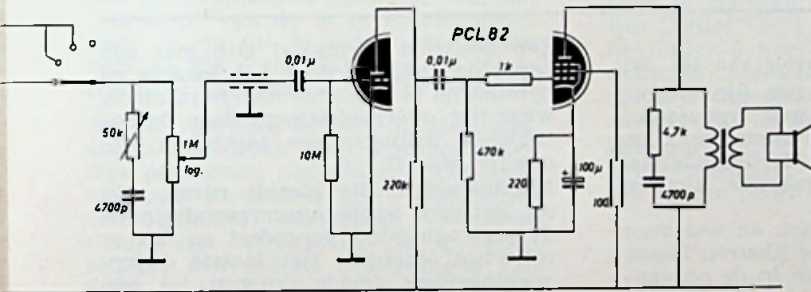 PCL82
0,01µ
0,01µ
1k
50k
1M
log.
4700p
10M
220k
470k
220
100µ
+
100
4,7k
4700p